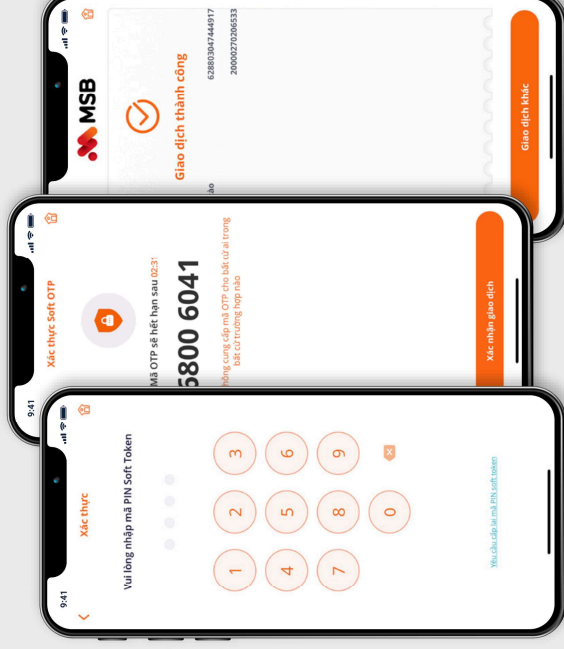 9:41
Xác thực
Vui lòng nhập mã PIN Soft Token
1 2 3
4 5 6
7 8 9
0
Yêu cầu cấp lại mã PIN soft token
9:41
Xác thực Soft OTP
Mã OTP sẽ hết hạn sau 02:31
6800 6041
hông cung cấp mã OTP cho bất cứ ai trong
bất cứ trường hợp nào
Xác nhận giao dịch
MSB
Giao dịch thành công
628803047444917
20000270206533
Giao dịch khác